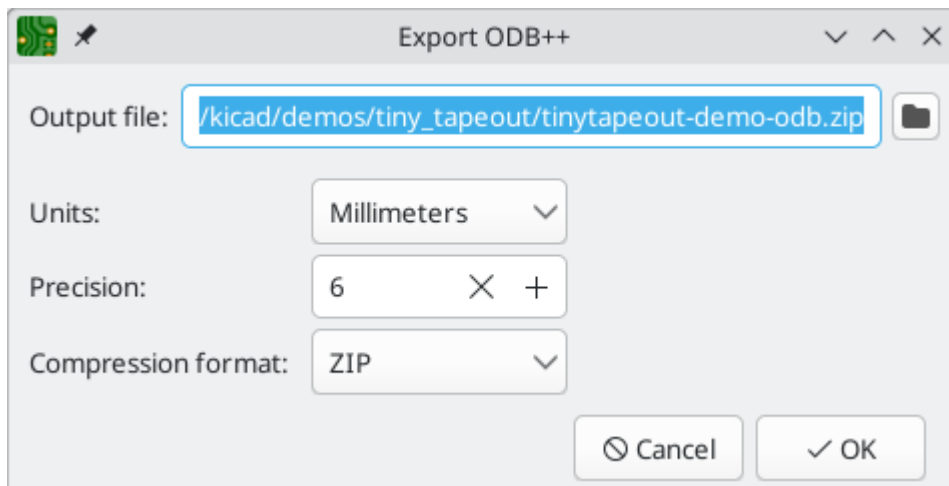 Export ODB++
Output file: /kicad/demos/tiny_tapeout/tinytapeout-demo-odb.zip
Units: Millimeters
Precision: 6
Compression format: ZIP
Cancel OK